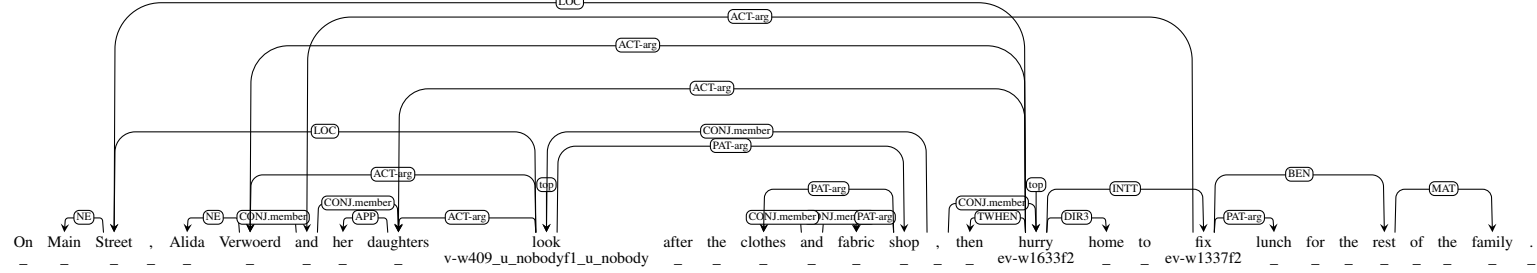 LOC
ACT-arg
ACT-arg
ACT-arg
LOC CONJ.member
PAT-arg
ACT-arg top top BEN
PAT-arg INTT MAT
CONJ.member CONJ.member
NE NE CONJ.member APP ACT-arg CONJ.member PAT-arg TWHEN DIR3 PAT-arg
On Main Street , Alida Verwoerd and her daughters look after the clothes and fabric shop , then hurry home to fix lunch for the rest of the family .
_ _ _ _ _ _ _ _ _ v-w409_u_nobodyf1_u_nobody _ _ _ _ _ _ _ _ ev-w1633f2 _ _ ev-w1337f2 _ _ _ _ _ _ _ _